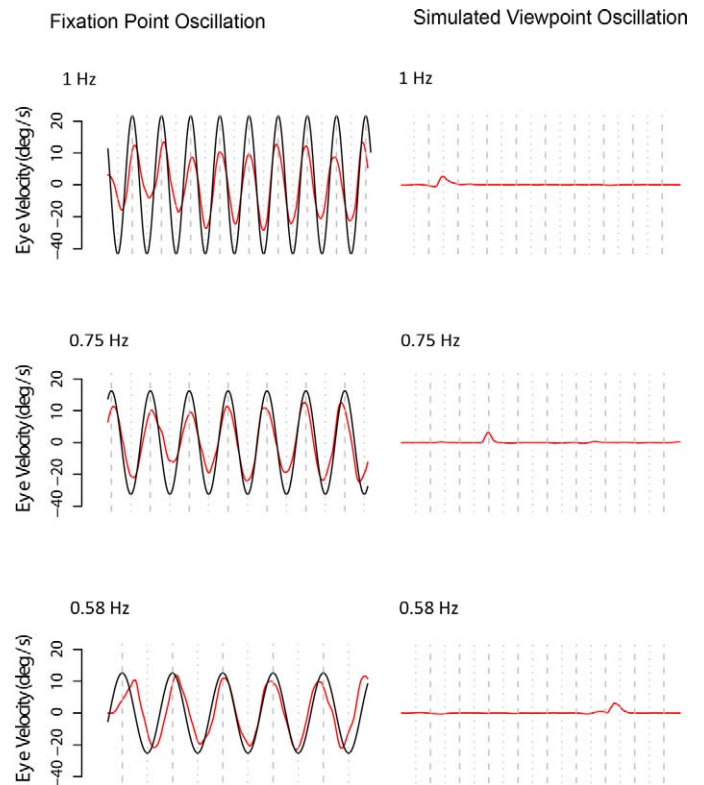 Fixation Point Oscillation
Simulated Viewpoint Oscillation
1 Hz
1 Hz
Eye Velocity (deg/s)
20
10
0
−20
−40
0.75 Hz
0.75 Hz
Eye Velocity (deg/s)
20
10
0
−20
−40
0.58 Hz
0.58 Hz
Eye Velocity (deg/s)
20
10
0
−20
−40